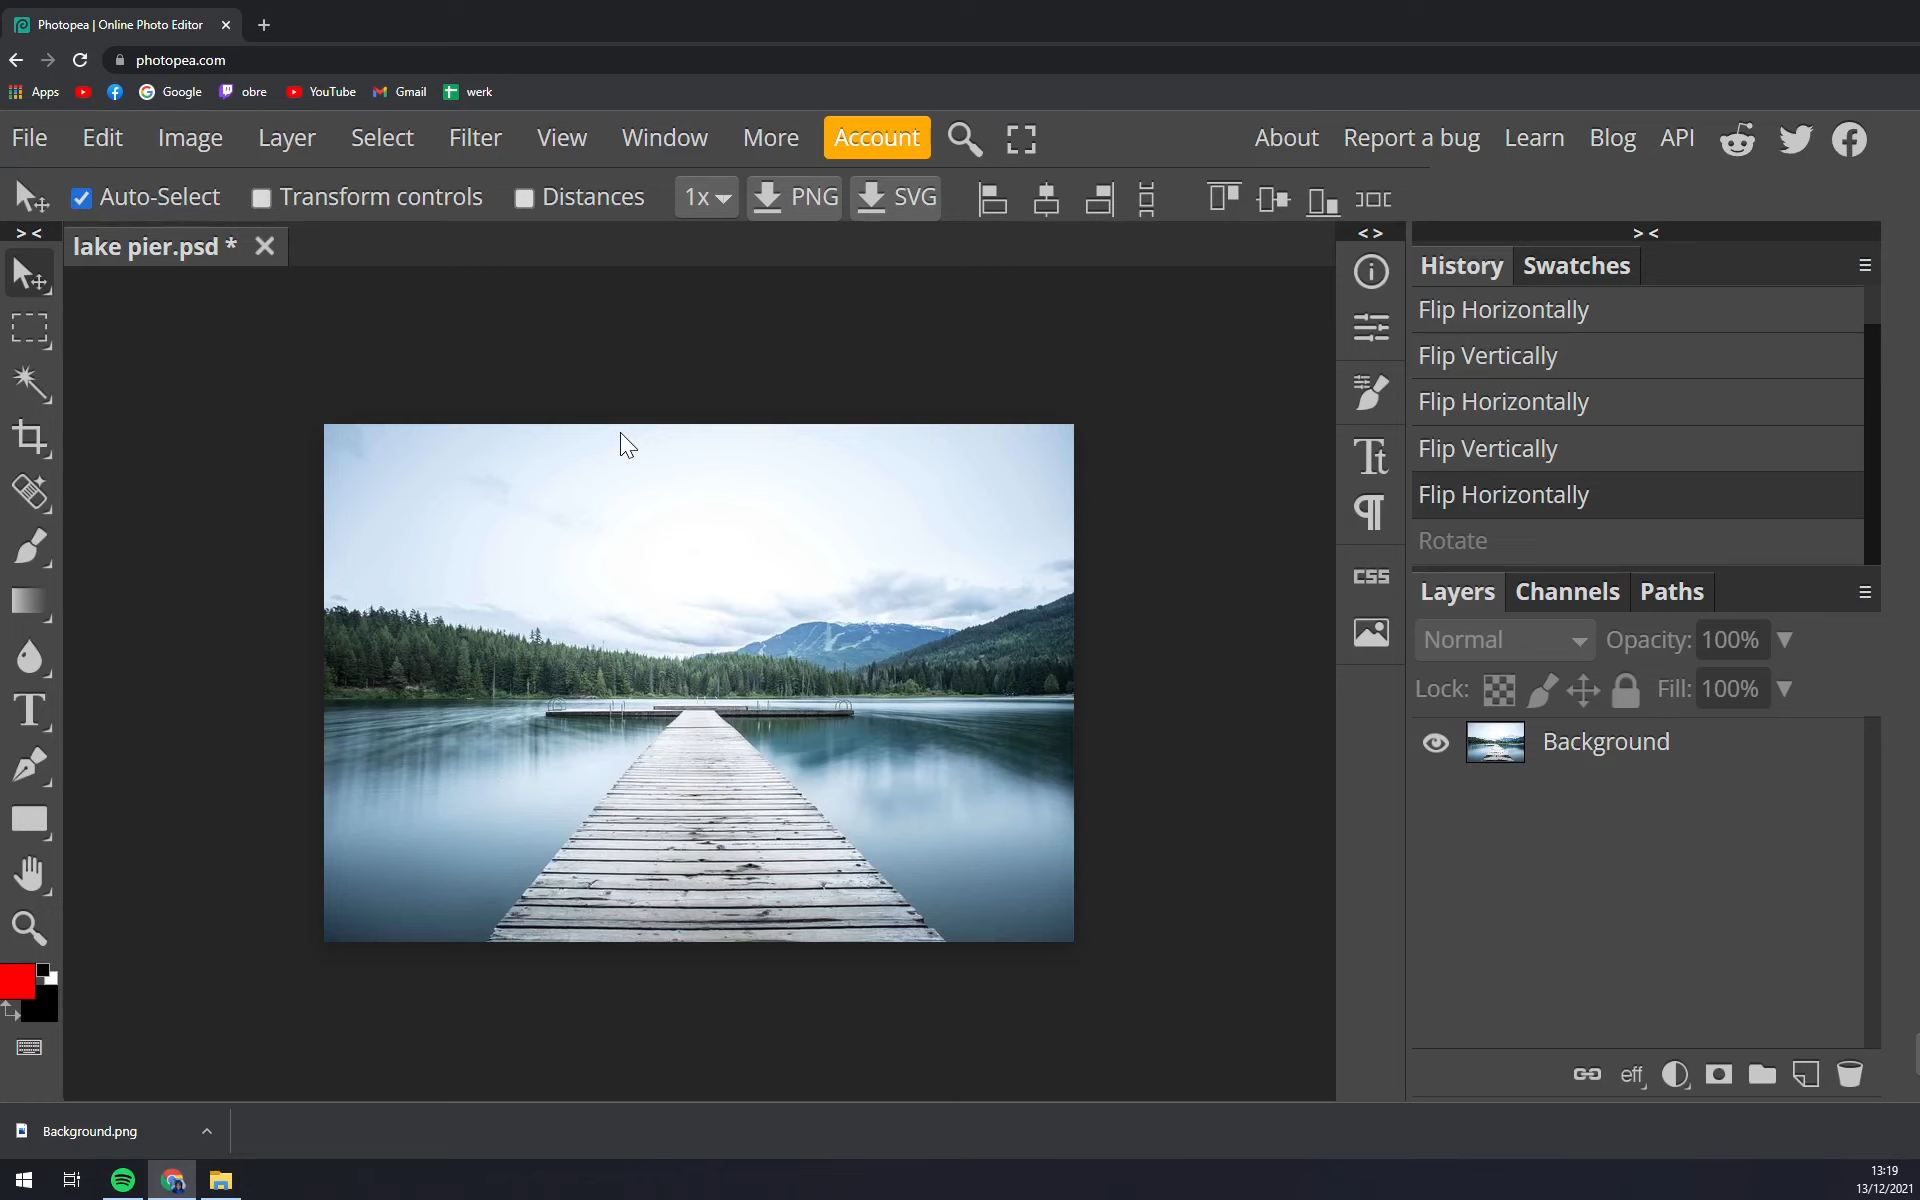 Photopea | Online Photo Editor
photopea.com
Apps Google obre YouTube Gmail werk
File Edit Image Layer Select Filter View Window More Account About Report a bug Learn Blog API
Auto-Select Transform controls Distances 1x PNG SVG
> < lake pier.psd * < > > <
History Swatches
Flip Horizontally
Flip Vertically
Flip Horizontally
Flip Vertically
Flip Horizontally
Rotate
CSS
Layers Channels Paths
Normal Opacity: 100%
Lock: Fill: 100%
Background
eff
Background.png
13:19
13/12/2021